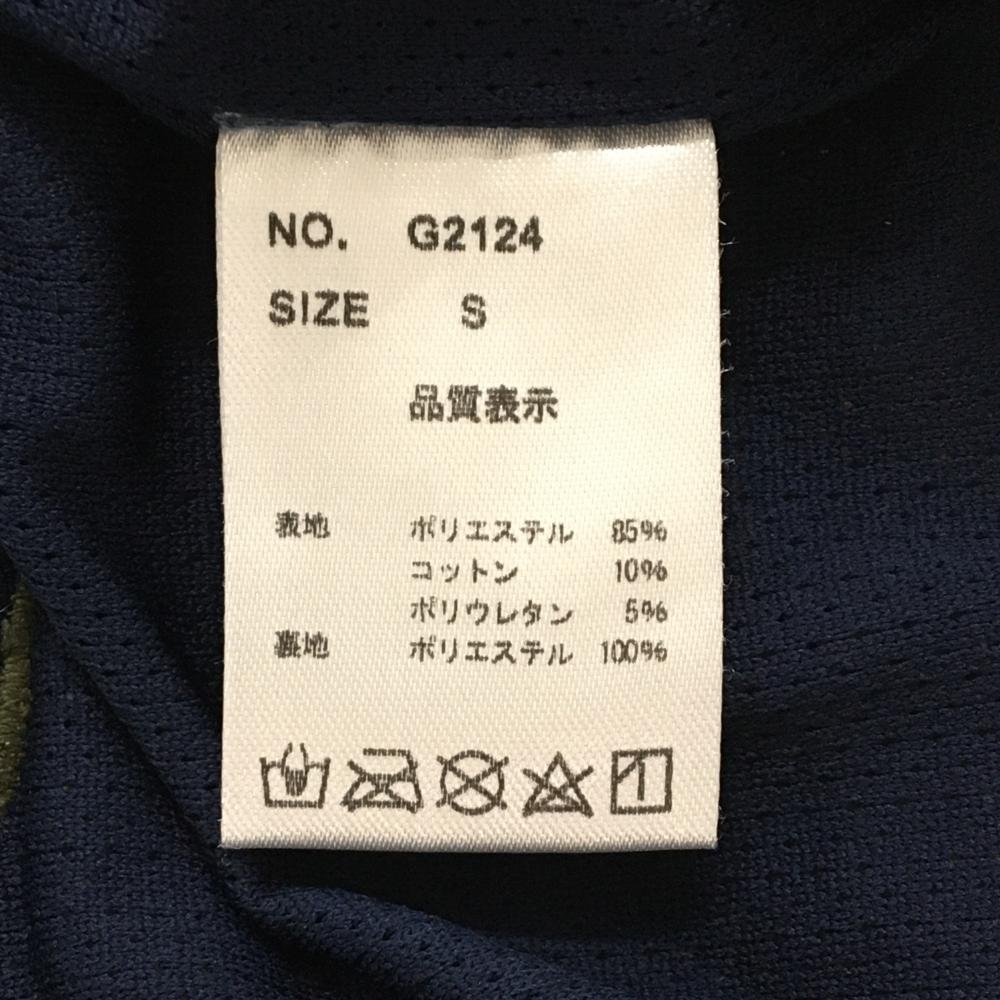 NO. G2124
SIZE S
品質表示
表地 ポリエステル 85%
コットン 10%
ポリウレタン 5%
裏地 ポリエステル 100%